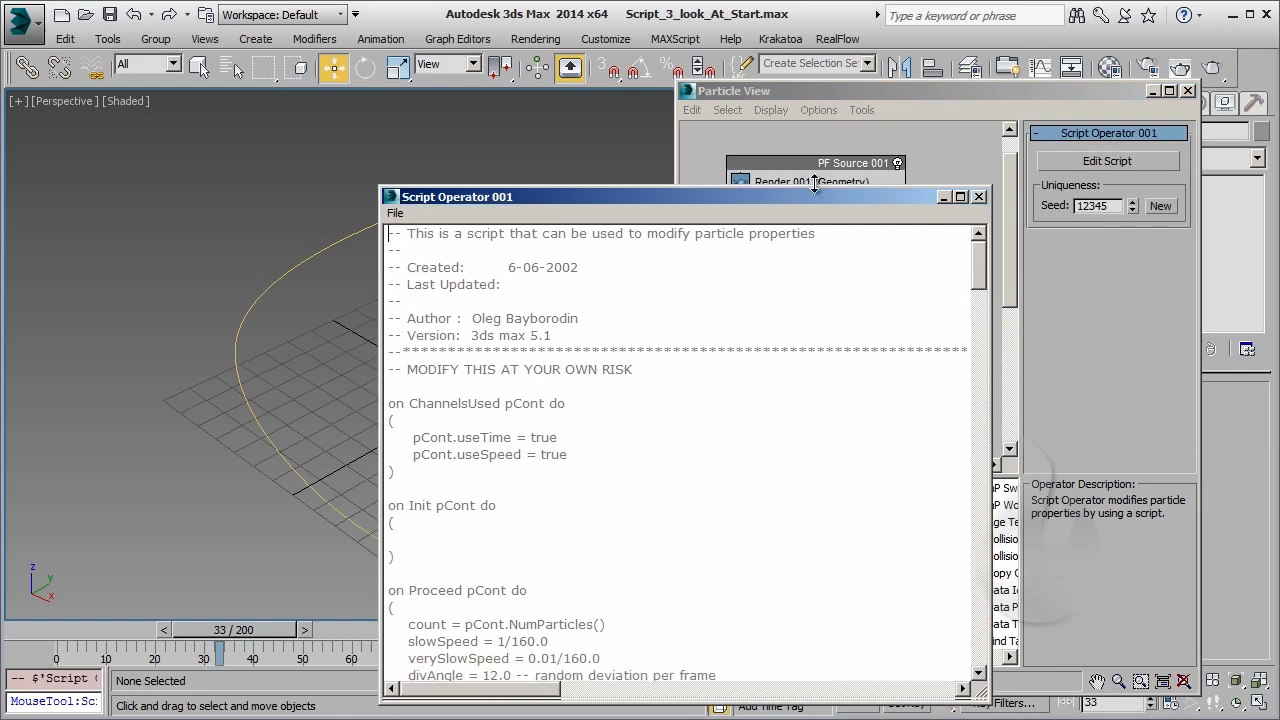 Workspace: Default
Autodesk 3ds Max 2014 x64 Script_3_look_At_Start.max
Type a keyword or phrase
Edit Tools Group Views Create Modifiers Animation Graph Editors Rendering Customize MAXScript Help Krakatoa RealFlow
All
View
Create Selection Se
[+][Perspective][Shaded]
Particle View
Edit Select Display Options Tools
PF Source 001
Render 001 (Geometry)
Script Operator 001
Edit Script
Uniqueness:
Seed: 12345 New
Script Operator 001
File
-- This is a script that can be used to modify particle properties
--
-- Created: 6-06-2002
-- Last Updated:
--
-- Author : Oleg Bayborodin
-- Version: 3ds max 5.1
--***************************************************************
-- MODIFY THIS AT YOUR OWN RISK
on ChannelsUsed pCont do
(
pCont.useTime = true
pCont.useSpeed = true
)
on Init pCont do
(
)
on Proceed pCont do
(
count = pCont.NumParticles()
slowSpeed = 1/160.0
verySlowSpeed = 0.01/160.0
divAngle = 12.0 -- random deviation per frame
Operator Description:
Script Operator modifies particle
properties by using a script.
z
y
x
33 / 200
0 10 20 30 40 50 60
-- $'Script
MouseTool:Sc
None Selected
Click and drag to select and move objects
Add Time Tag
Key Filters...
33